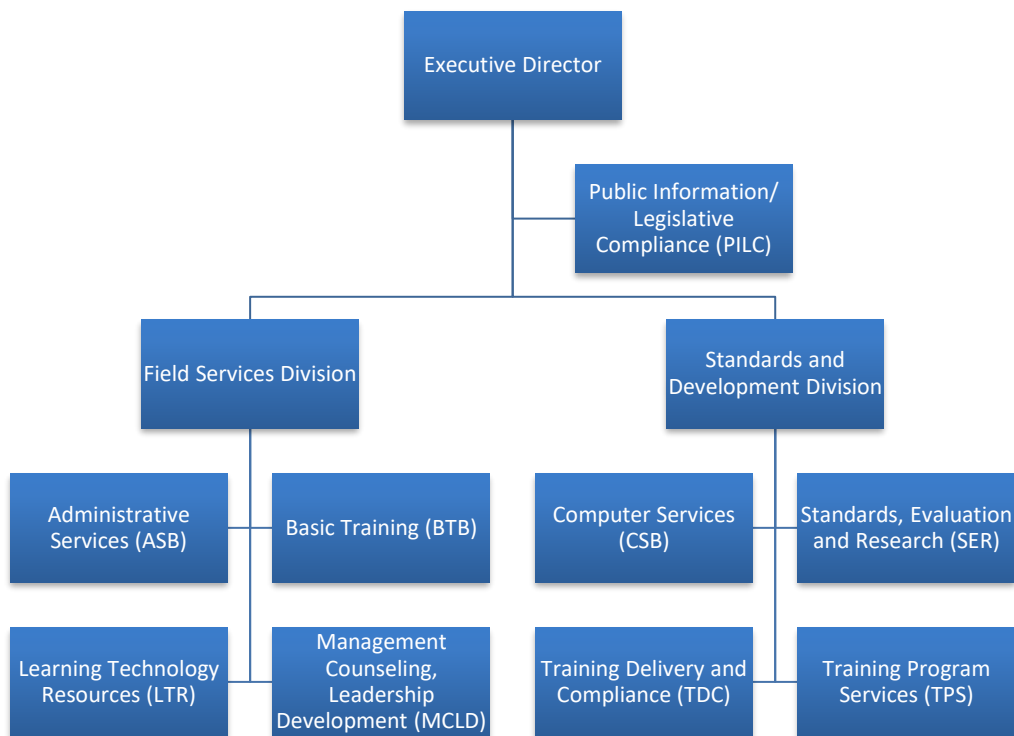 Executive Director
Public Information/
Legislative
Compliance (PILC)
Field Services Division
Standards and
Development Division
Administrative
Services (ASB)
Basic Training (BTB)
Computer Services
(CSB)
Standards, Evaluation
and Research (SER)
Learning Technology
Resources (LTR)
Management
Counseling,
Leadership
Development (MCLD)
Training Delivery and
Compliance (TDC)
Training Program
Services (TPS)